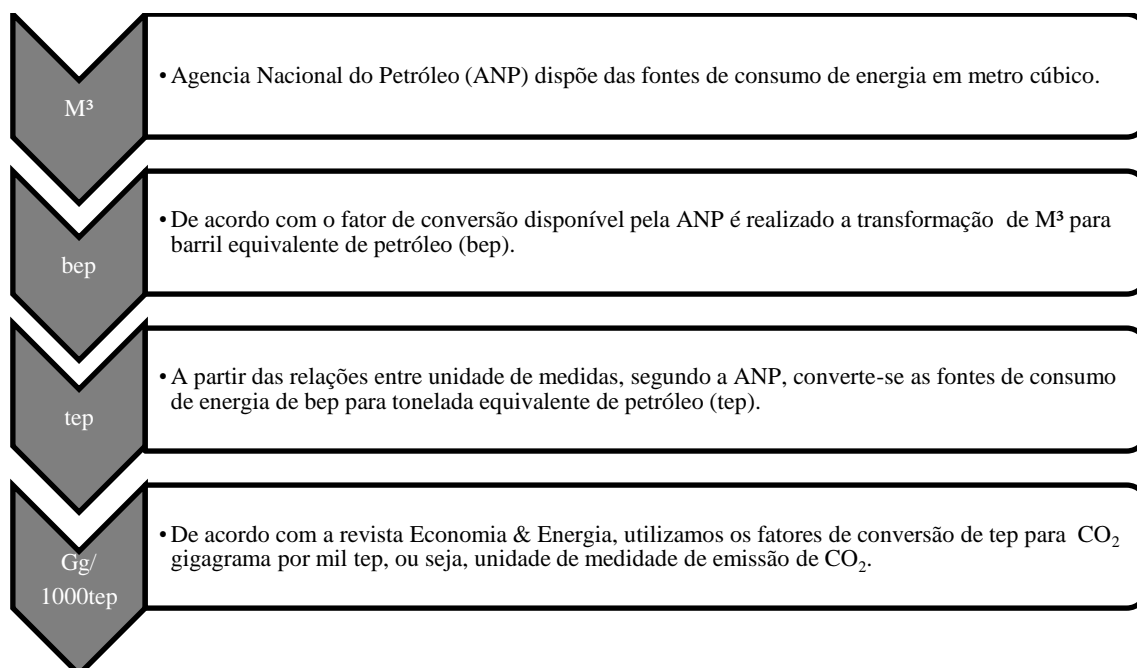 M³
• Agencia Nacional do Petróleo (ANP) dispõe das fontes de consumo de energia em metro cúbico.
bep
• De acordo com o fator de conversão disponível pela ANP é realizado a transformação de M³ para
barril equivalente de petróleo (bep).
tep
• A partir das relações entre unidade de medidas, segundo a ANP, converte-se as fontes de consumo
de energia de bep para tonelada equivalente de petróleo (tep).
Gg/
1000tep
• De acordo com a revista Economia & Energia, utilizamos os fatores de conversão de tep para CO₂
gigagrama por mil tep, ou seja, unidade de medidade de emissão de CO₂.